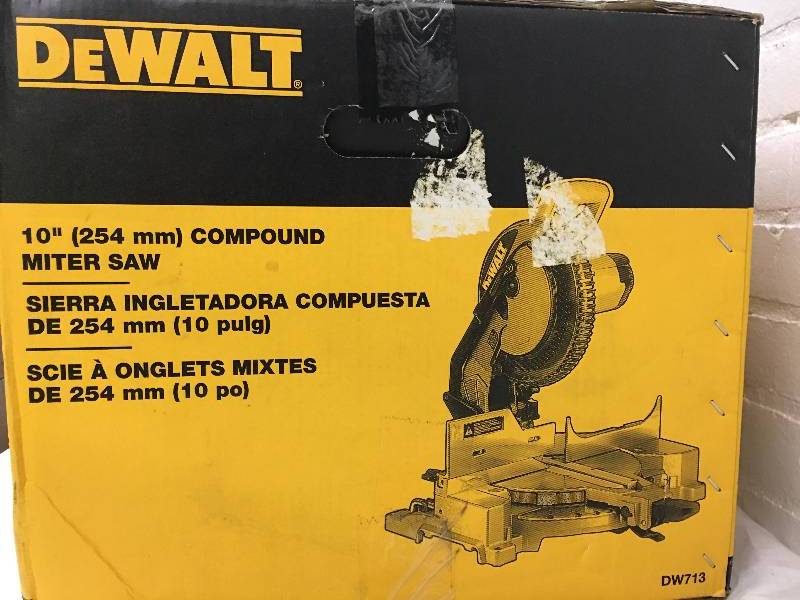 DEWALT®
10" (254 mm) COMPOUND
MITER SAW
SIERRA INGLETADORA COMPUESTA
DE 254 mm (10 pulg)
SCIE À ONGLETS MIXTES
DE 254 mm (10 po)
DEWALT
DW713